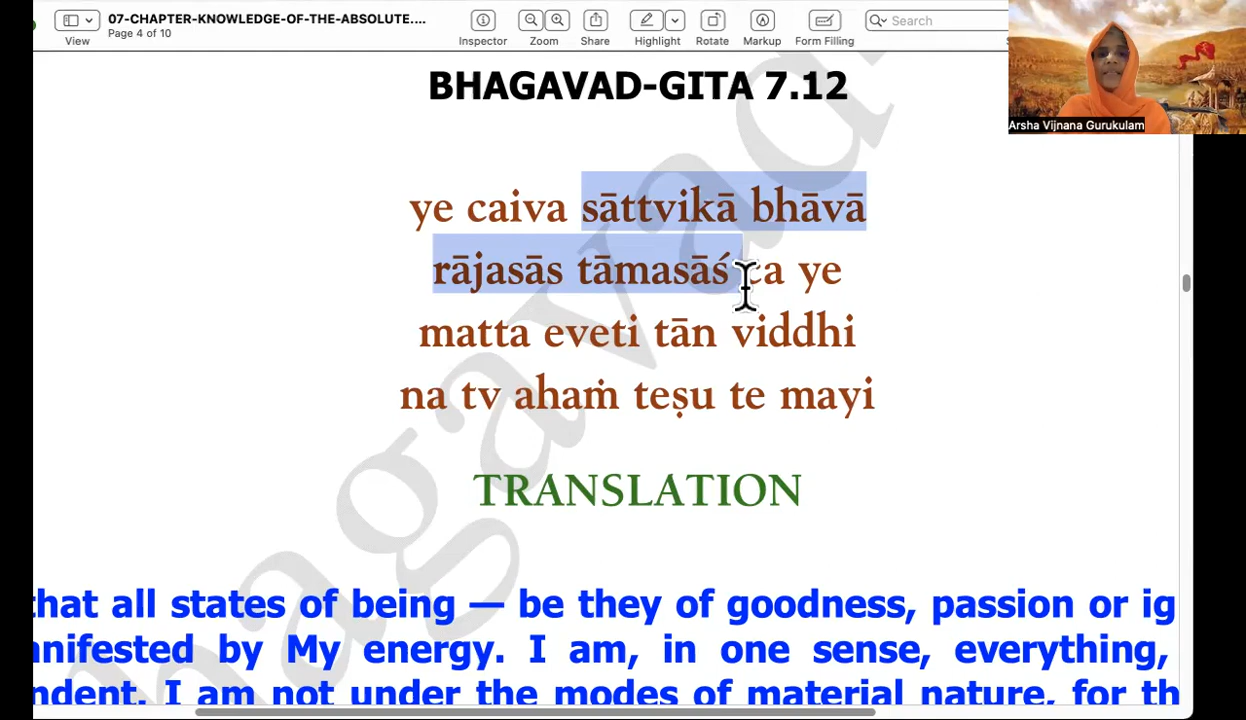 07-CHAPTER-KNOWLEDGE-OF-THE-ABSOLUTE....
Page 4 of 10
View
Inspector
Zoom
Share
Highlight
Rotate
Markup
Form Filling
Search
Arsha Vijnana Gurukulam
BHAGAVAD-GITA 7.12
ye caiva sāttvikā bhāvā
rājasās tāmasāś ca ye
matta eveti tān viddhi
na tv ahaṁ teṣu te mayi
TRANSLATION
that all states of being — be they of goodness, passion or ig
anifested by My energy. I am, in one sense, everything,
ndent. I am not under the modes of material nature, for th
bhagavad-